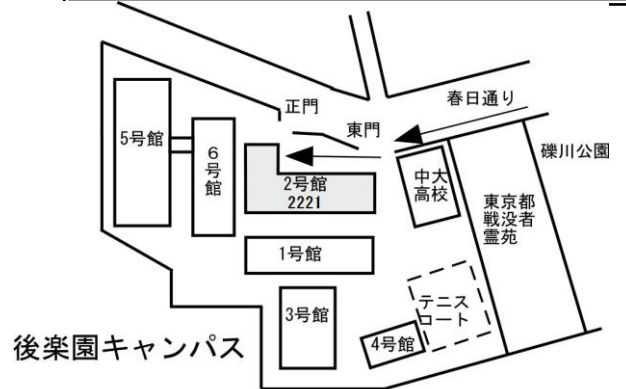 春日通り
正門
東門
礫川公園
5号館
6
号
館
中大
高校
2号館
2221
東京都
戦没者
霊苑
1号館
テニス
コート
3号館
4号館
後楽園キャンパス